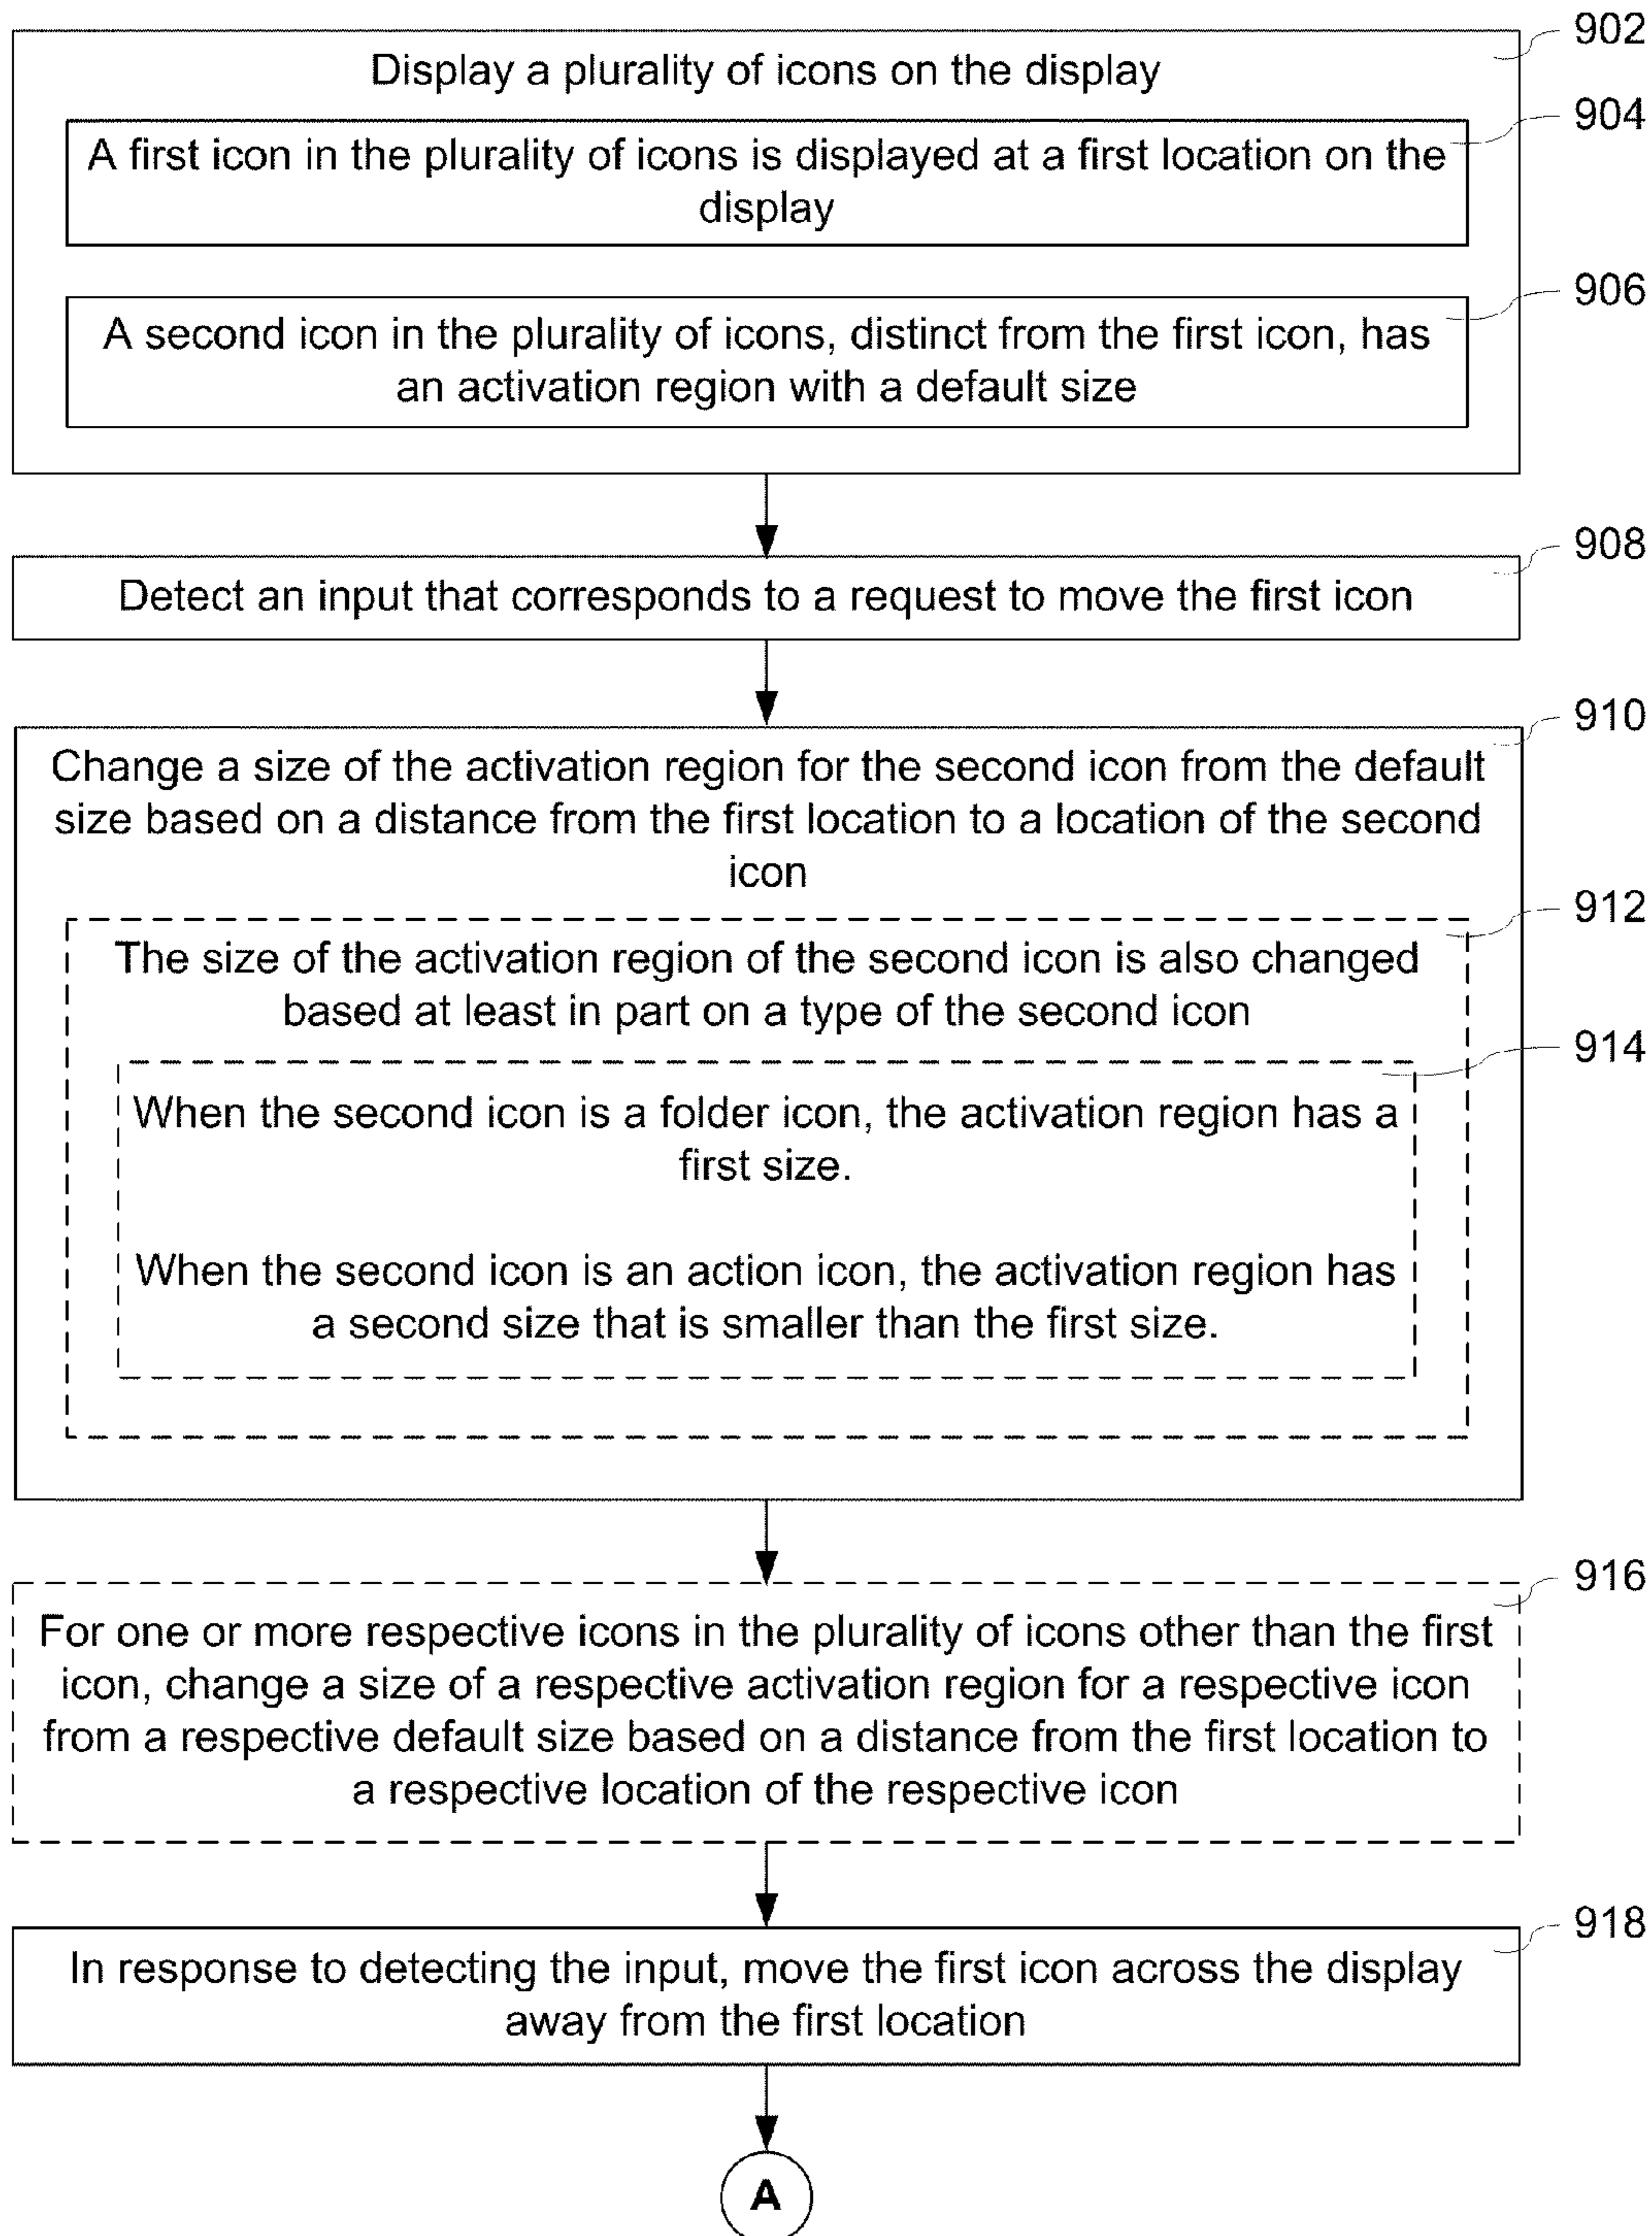 902
Display a plurality of icons on the display
904
A first icon in the plurality of icons is displayed at a first location on the
display
906
A second icon in the plurality of icons, distinct from the first icon, has
an activation region with a default size
908
Detect an input that corresponds to a request to move the first icon
910
Change a size of the activation region for the second icon from the default
size based on a distance from the first location to a location of the second
icon
912
The size of the activation region of the second icon is also changed
based at least in part on a type of the second icon
914
When the second icon is a folder icon, the activation region has a
first size.
When the second icon is an action icon, the activation region has
a second size that is smaller than the first size.
916
For one or more respective icons in the plurality of icons other than the first
icon, change a size of a respective activation region for a respective icon
from a respective default size based on a distance from the first location to
a respective location of the respective icon
918
In response to detecting the input, move the first icon across the display
away from the first location
A